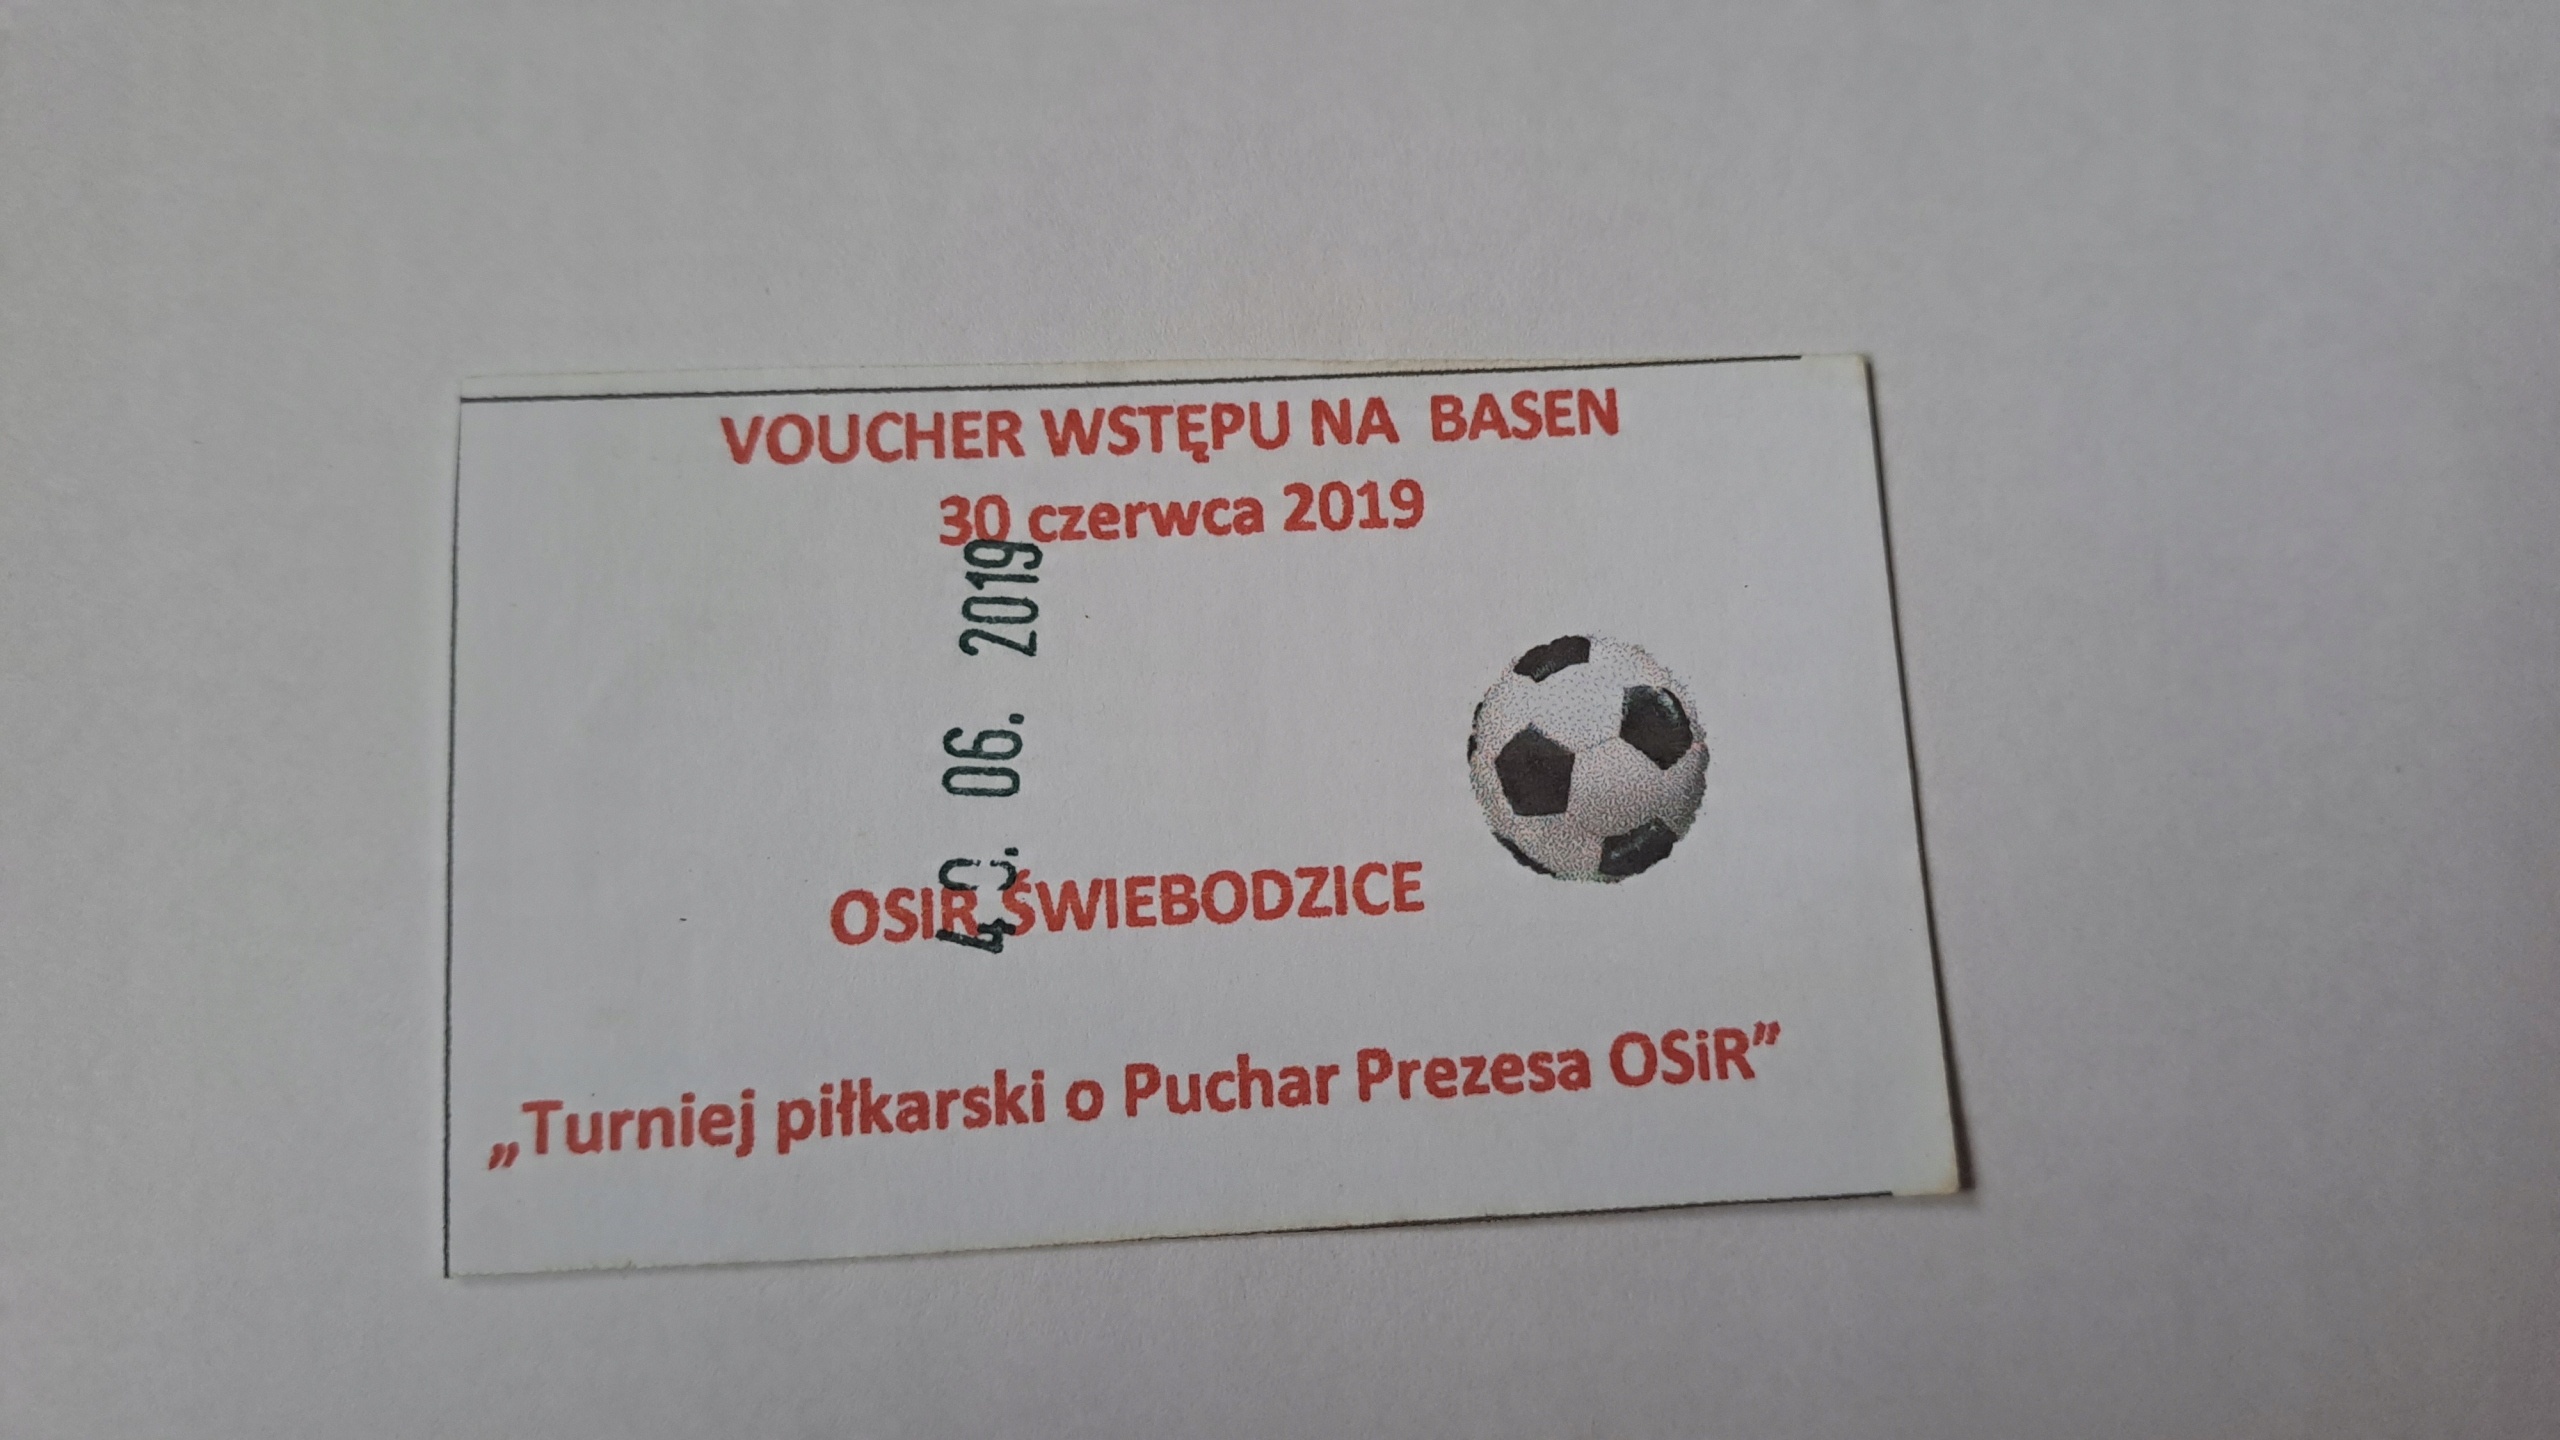 VOUCHER WSTĘPU NA BASEN
30 czerwca 2019
06. 2019
OSIR ŚWIEBODZICE
„Turniej piłkarski o Puchar Prezesa OSiR”